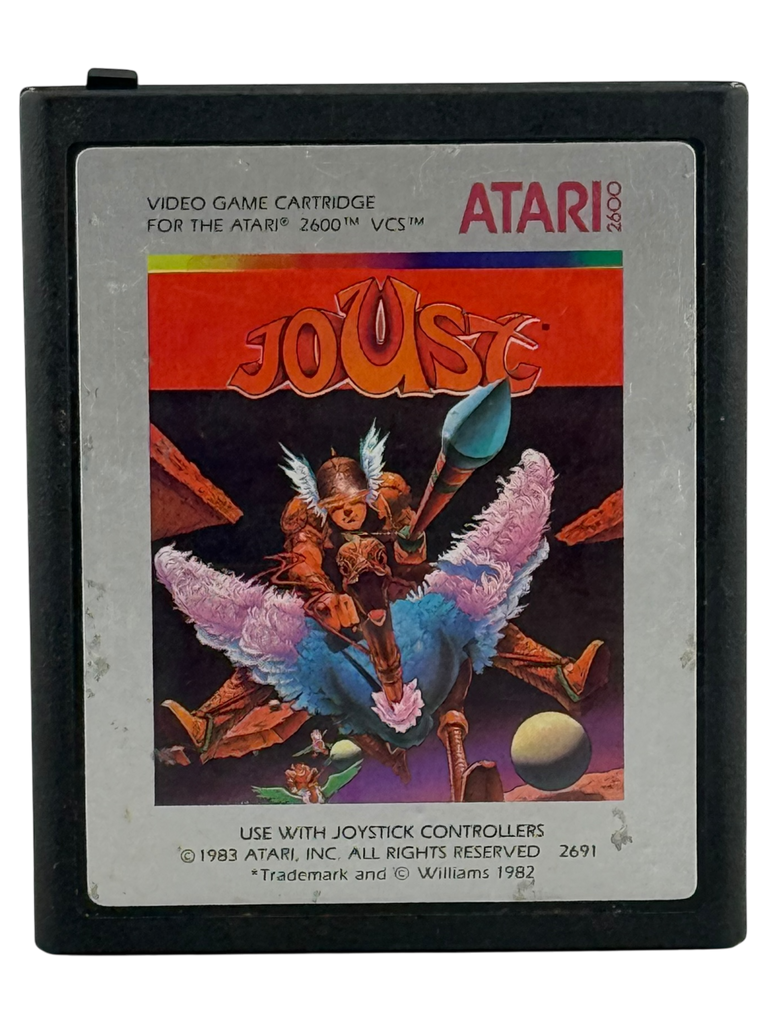 VIDEO GAME CARTRIDGE
FOR THE ATARI® 2600™ VCS™
ATARI 2600
JOUST*
USE WITH JOYSTICK CONTROLLERS
© 1983 ATARI, INC. ALL RIGHTS RESERVED 2691
*Trademark and © Williams 1982